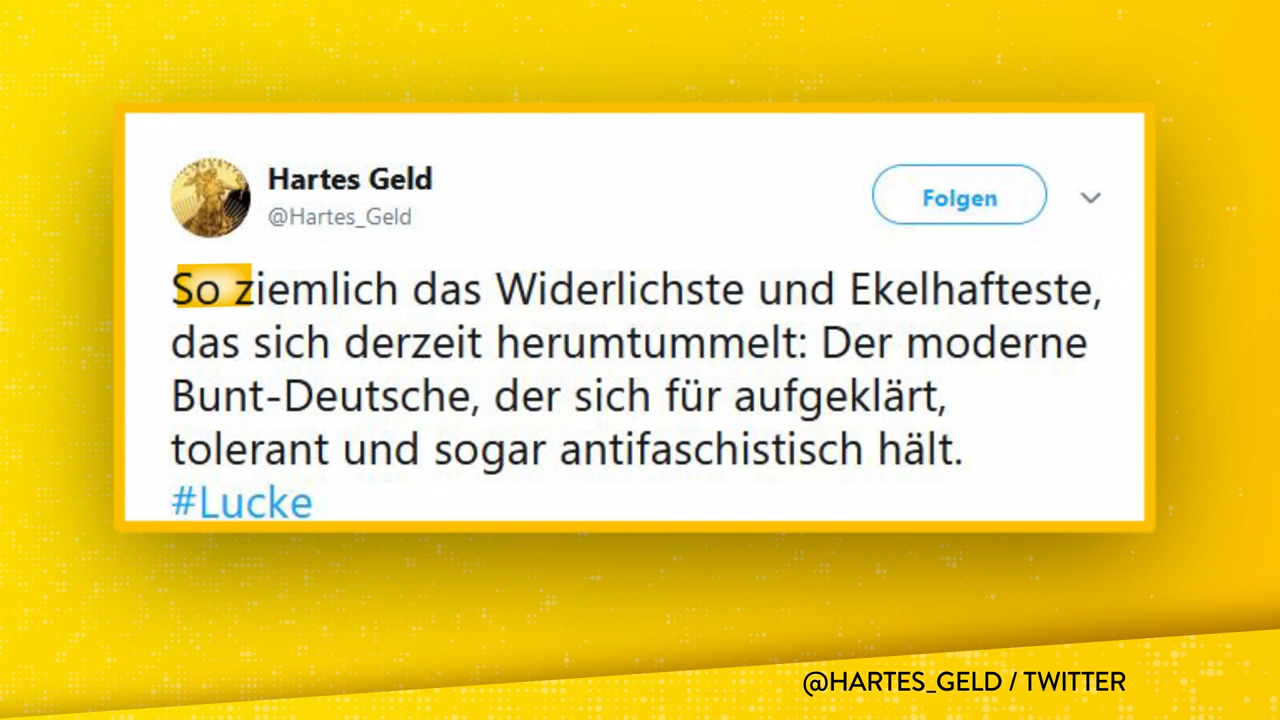 Hartes Geld
@Hartes_Geld
Folgen
So ziemlich das Widerlichste und Ekelhafteste,
das sich derzeit herumtummelt: Der moderne
Bunt-Deutsche, der sich für aufgeklärt,
tolerant und sogar antifaschistisch hält.
#Lucke
@HARTES_GELD / TWITTER